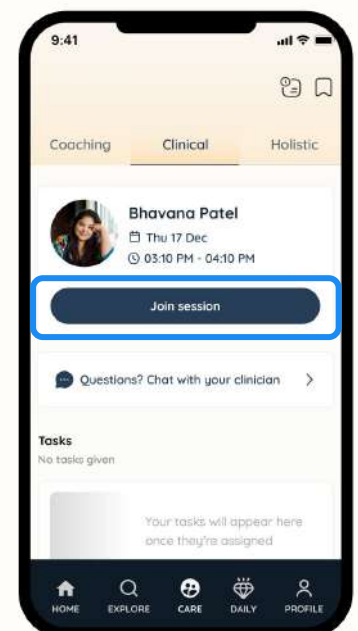 9:41
Coaching Clinical Holistic
Bhavana Patel
Thu 17 Dec
03:10 PM - 04:10 PM
Join session
Questions? Chat with your clinician
Tasks
No tasks given
Your tasks will appear here
once they're assigned
HOME EXPLORE CARE DAILY PROFILE